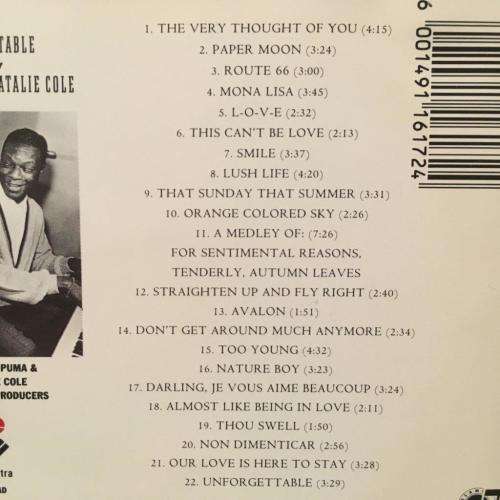 TABLE
ATALIE COLE
1. THE VERY THOUGHT OF YOU (4:15)
2. PAPER MOON (3:24)
3. ROUTE 66 (3:00)
4. MONA LISA (3:45)
5. L-O-V-E (2:32)
6. THIS CAN'T BE LOVE (2:13)
7. SMILE (3:37)
8. LUSH LIFE (4:20)
9. THAT SUNDAY THAT SUMMER (3:31)
10. ORANGE COLORED SKY (2:26)
11. A MEDLEY OF: (7:26)
FOR SENTIMENTAL REASONS,
TENDERLY, AUTUMN LEAVES
12. STRAIGHTEN UP AND FLY RIGHT (2:40)
13. AVALON (1:51)
14. DON'T GET AROUND MUCH ANYMORE (2:34)
15. TOO YOUNG (4:32)
16. NATURE BOY (3:23)
17. DARLING, JE VOUS AIME BEAUCOUP (3:24)
18. ALMOST LIKE BEING IN LOVE (2:11)
19. THOU SWELL (1:50)
20. NON DIMENTICAR (2:56)
21. OUR LOVE IS HERE TO STAY (3:28)
22. UNFORGETTABLE (3:29)
PUMA &
COLE
RODUCERS
tra
AD
6 001491 161724